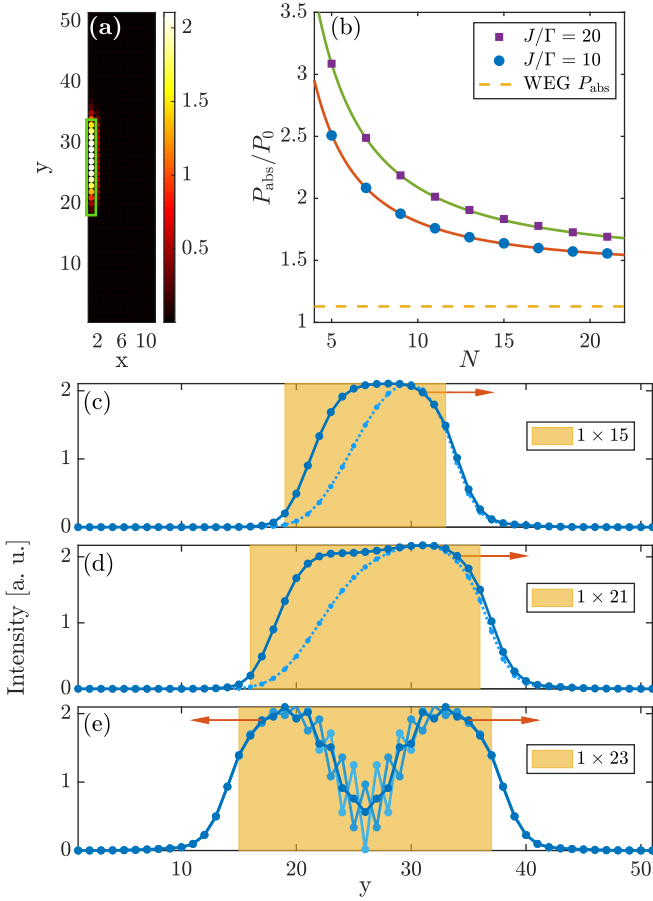 (a)
50
40
30
20
10
y
2 6 10
x
2
1.5
1
0.5
(b)
3.5
3
2.5
2
1.5
1
P_abs/P_0
5 10 15 20
N
J/Γ = 20
J/Γ = 10
WEG P_abs
(c)
2
1
0
1 × 15
(d)
2
1
0
1 × 21
Intensity [a. u.]
(e)
2
1
0
1 × 23
10 20 30 40 50
y